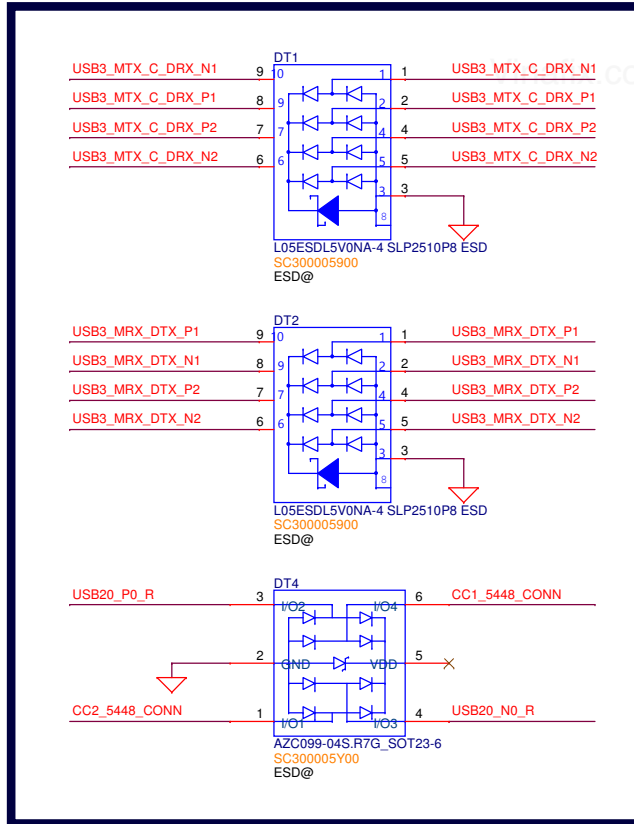 DT1
USB3_MTX_C_DRX_N1 9 10 1 1 USB3_MTX_C_DRX_N1
USB3_MTX_C_DRX_P1 8 9 2 2 USB3_MTX_C_DRX_P1
USB3_MTX_C_DRX_P2 7 7 4 4 USB3_MTX_C_DRX_P2
USB3_MTX_C_DRX_N2 6 6 5 5 USB3_MTX_C_DRX_N2
3 3
8
L05ESDL5V0NA-4 SLP2510P8 ESD
SC300005900
ESD@
DT2
USB3_MRX_DTX_P1 9 10 1 1 USB3_MRX_DTX_P1
USB3_MRX_DTX_N1 8 9 2 2 USB3_MRX_DTX_N1
USB3_MRX_DTX_P2 7 7 4 4 USB3_MRX_DTX_P2
USB3_MRX_DTX_N2 6 6 5 5 USB3_MRX_DTX_N2
3 3
8
L05ESDL5V0NA-4 SLP2510P8 ESD
SC300005900
ESD@
DT4
USB20_P0_R 3 I/O2 I/O4 6 CC1_5448_CONN
2 GND VDD 5
CC2_5448_CONN 1 I/O1 I/O3 4 USB20_N0_R
AZC099-04S.R7G_SOT23-6
SC300005Y00
ESD@